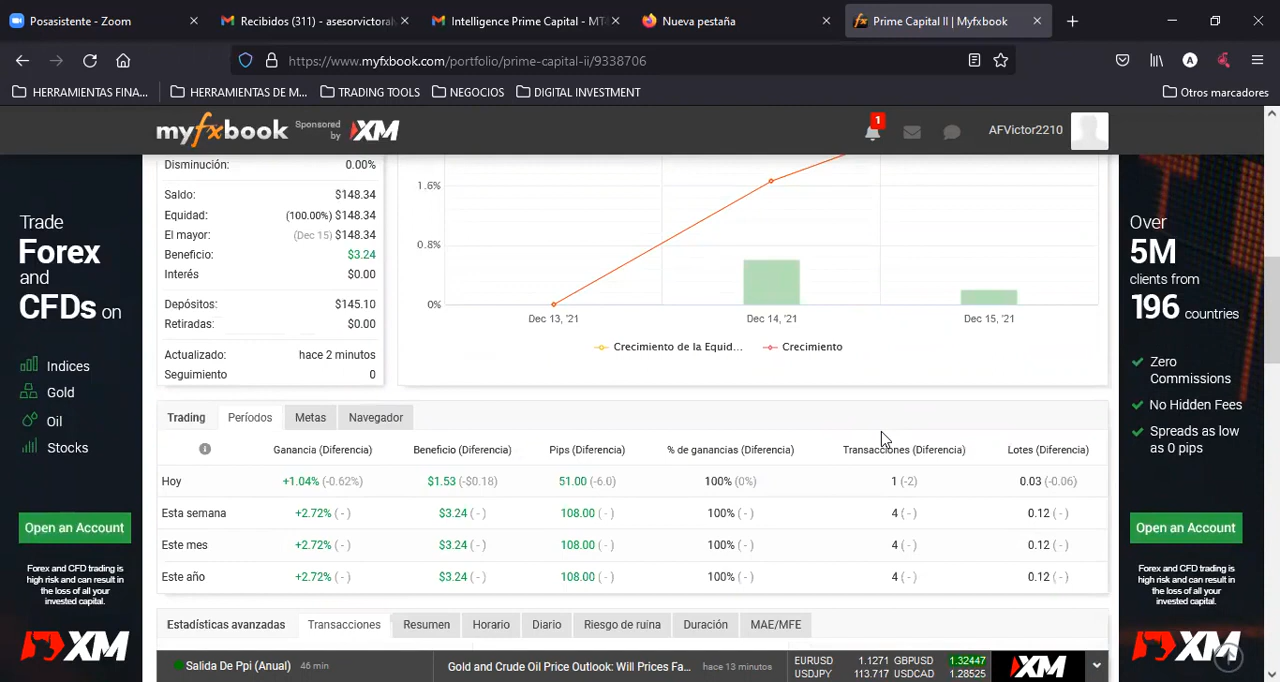 Posasistente - Zoom
Recibidos (311) - asesorvictoral
Intelligence Prime Capital - MT
Nueva pestaña
Prime Capital II | Myfxbook
https://www.myfxbook.com/portfolio/prime-capital-ii/9338706
HERRAMIENTAS FINA...
HERRAMIENTAS DE M...
TRADING TOOLS
NEGOCIOS
DIGITAL INVESTMENT
Otros marcadores
myfxbook Sponsored by XM
1
AFVictor2210
Disminución: 0.00%
Saldo: $148.34
Equidad: (100.00%) $148.34
El mayor: (Dec 15) $148.34
Beneficio: $3.24
Interés $0.00
Depósitos: $145.10
Retiradas: $0.00
Actualizado: hace 2 minutos
Seguimiento 0
1.6%
0.8%
0%
Dec 13, '21 Dec 14, '21 Dec 15, '21
Crecimiento de la Equid... Crecimiento
Trade
Forex
and
CFDs on
Indices
Gold
Oil
Stocks
Open an Account
Forex and CFD trading is
high risk and can result in
the loss of all your
invested capital.
XM
Trading Períodos Metas Navegador
Ganancia (Diferencia) Beneficio (Diferencia) Pips (Diferencia) % de ganancias (Diferencia) Transacciones (Diferencia) Lotes (Diferencia)
Hoy +1.04% (-0.62%) $1.53 (-$0.18) 51.00 (-6.0) 100% (0%) 1 (-2) 0.03 (-0.06)
Esta semana +2.72% ( - ) $3.24 ( - ) 108.00 ( - ) 100% ( - ) 4 ( - ) 0.12 ( - )
Este mes +2.72% ( - ) $3.24 ( - ) 108.00 ( - ) 100% ( - ) 4 ( - ) 0.12 ( - )
Este año +2.72% ( - ) $3.24 ( - ) 108.00 ( - ) 100% ( - ) 4 ( - ) 0.12 ( - )
Estadísticas avanzadas Transacciones Resumen Horario Diario Riesgo de ruina Duración MAE/MFE
Salida De Ppi (Anual) 46 min Gold and Crude Oil Price Outlook: Will Prices Fa... hace 13 minutos
EURUSD 1.1271 GBPUSD 1.32447
USDJPY 113.717 USDCAD 1.28525
XM
Over
5M
clients from
196 countries
Zero
Commissions
No Hidden Fees
Spreads as low
as 0 pips
Open an Account
Forex and CFD trading is
high risk and can result in
the loss of all your
invested capital.
XM